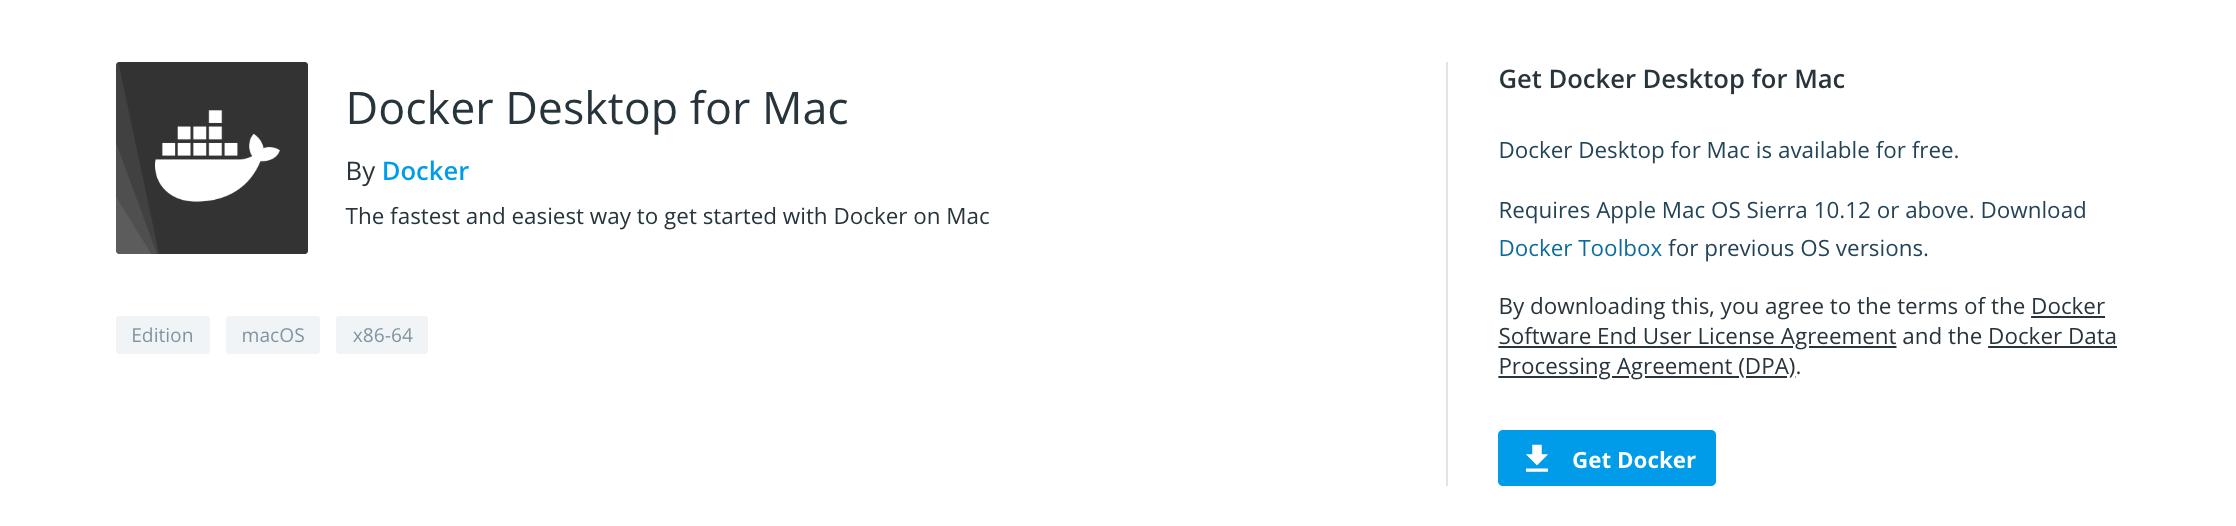 Docker Desktop for Mac
By Docker
The fastest and easiest way to get started with Docker on Mac
Edition
macOS
x86-64
Get Docker Desktop for Mac
Docker Desktop for Mac is available for free.
Requires Apple Mac OS Sierra 10.12 or above. Download
Docker Toolbox for previous OS versions.
By downloading this, you agree to the terms of the Docker
Software End User License Agreement and the Docker Data
Processing Agreement (DPA).
Get Docker